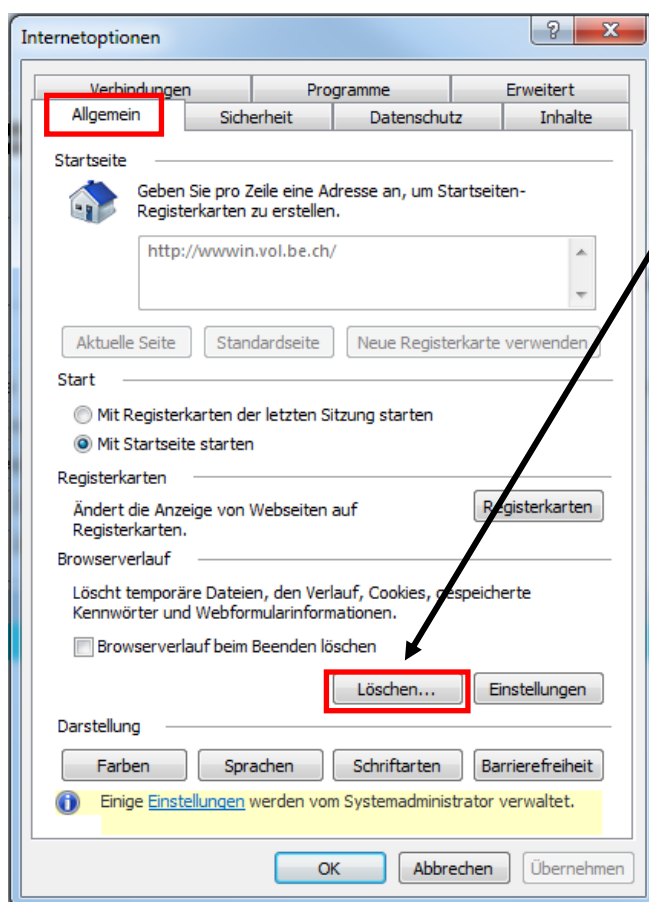 Internetoptionen
? X
Verbindungen Programme Erweitert
Allgemein Sicherheit Datenschutz Inhalte
Startseite
Geben Sie pro Zeile eine Adresse an, um Startseiten-
Registerkarten zu erstellen.
http://wwwin.vol.be.ch/
Aktuelle Seite Standardseite Neue Registerkarte verwenden
Start
Mit Registerkarten der letzten Sitzung starten
Mit Startseite starten
Registerkarten
Ändert die Anzeige von Webseiten auf
Registerkarten.
Registerkarten
Browserverlauf
Löscht temporäre Dateien, den Verlauf, Cookies, gespeicherte
Kennwörter und Webformularinformationen.
Browserverlauf beim Beenden löschen
Löschen... Einstellungen
Darstellung
Farben Sprachen Schriftarten Barrierefreiheit
Einige Einstellungen werden vom Systemadministrator verwaltet.
OK Abbrechen Übernehmen